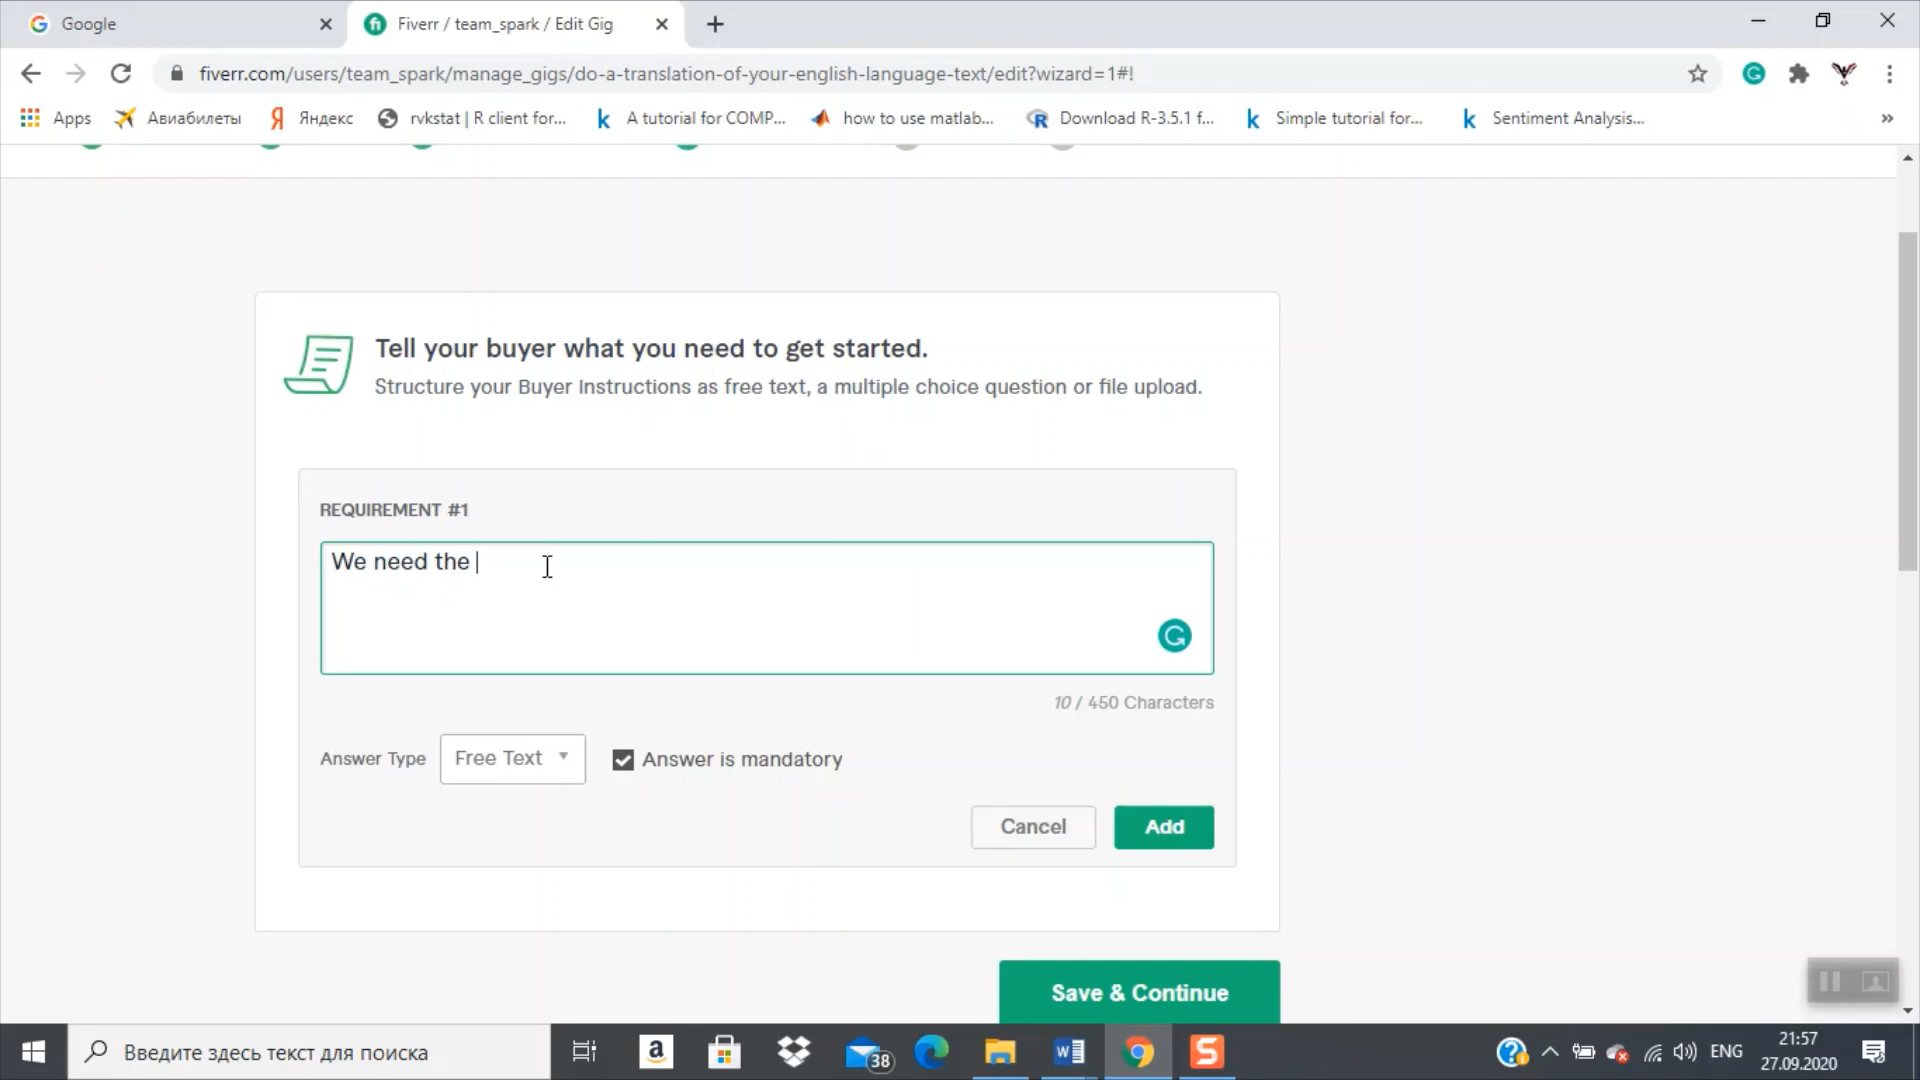 Google
Fiverr / team_spark / Edit Gig
fiverr.com/users/team_spark/manage_gigs/do-a-translation-of-your-english-language-text/edit?wizard=1#!
Apps
Авиабилеты
Яндекс
rvkstat | R client for...
A tutorial for COMP...
how to use matlab...
Download R-3.5.1 f...
Simple tutorial for...
Sentiment Analysis...
»
Tell your buyer what you need to get started.
Structure your Buyer Instructions as free text, a multiple choice question or file upload.
REQUIREMENT #1
We need the
10 / 450 Characters
Answer Type
Free Text
Answer is mandatory
Cancel
Add
Save & Continue
Введите здесь текст для поиска
38
ENG
21:57
27.09.2020